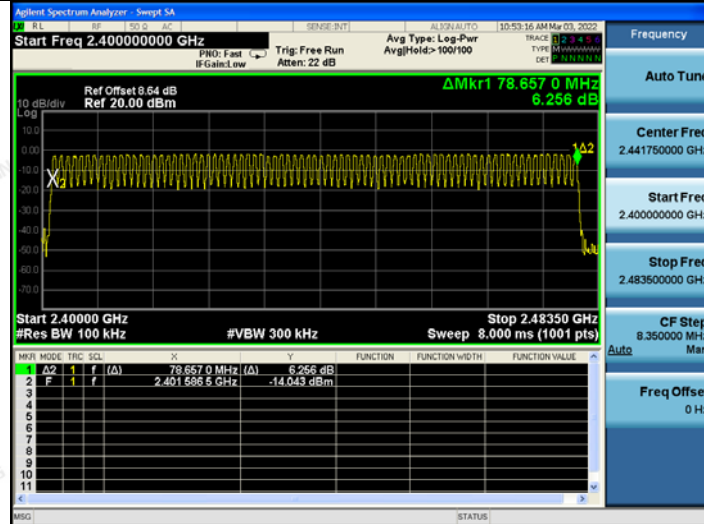 Agilent Spectrum Analyzer - Swept SA
RL RF 50 Ω AC SENSE:INT ALIGN AUTO 10:53:16 AM Mar 03, 2022
Start Freq 2.400000000 GHz
PNO: Fast
IFGain:Low
Trig: Free Run
Atten: 22 dB
Avg Type: Log-Pwr
Avg|Hold:> 100/100
TRACE 1 2 3 4 5 6
TYPE M
DET P N N N N N
10 dB/div
Log
Ref Offset 8.64 dB
Ref 20.00 dBm
ΔMkr1 78.657 0 MHz
6.256 dB
10.0
0.00
-10.0
-20.0
-30.0
-40.0
-50.0
-60.0
-70.0
X2
1Δ2
Start 2.40000 GHz
Stop 2.48350 GHz
#Res BW 100 kHz #VBW 300 kHz Sweep 8.000 ms (1001 pts)
MKR MODE TRC SCL X Y FUNCTION FUNCTION WIDTH FUNCTION VALUE
1 Δ2 1 f (Δ) 78.657 0 MHz (Δ) 6.256 dB
2 F 1 f 2.401 586 5 GHz -14.043 dBm
3
4
5
6
7
8
9
10
11
MSG STATUS
Frequency
Auto Tune
Center Freq
2.441750000 GHz
Start Freq
2.400000000 GHz
Stop Freq
2.483500000 GHz
CF Step
8.350000 MHz
Auto Man
Freq Offset
0 Hz